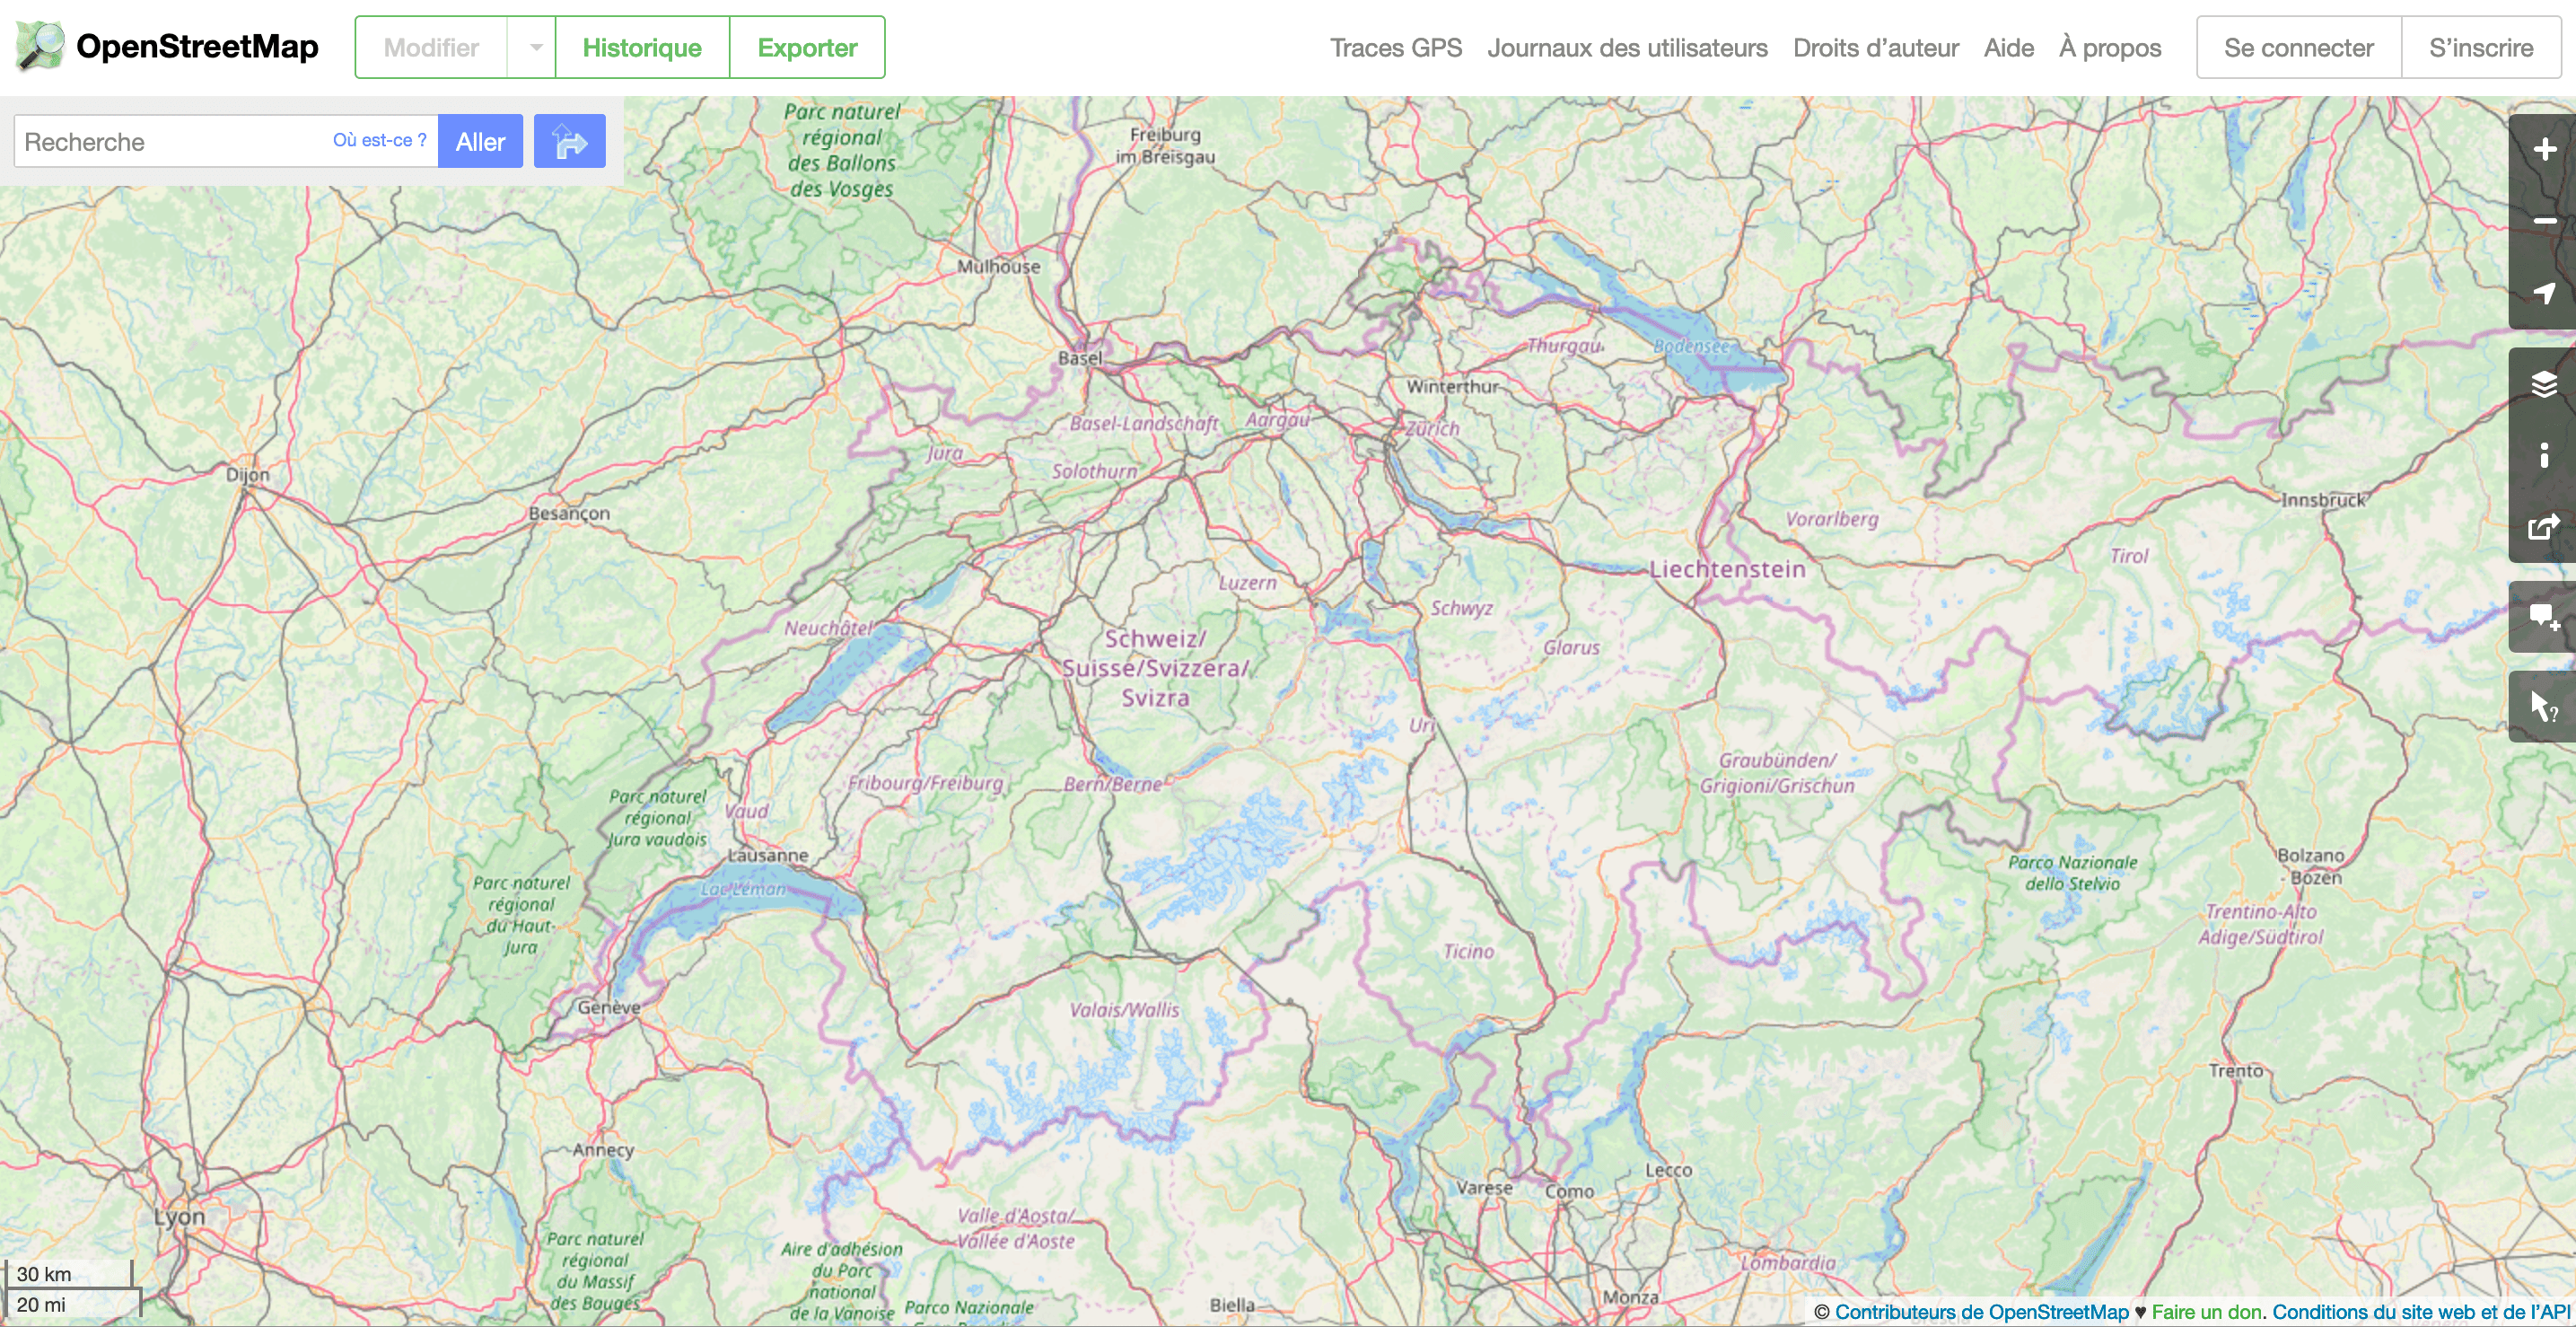 OpenStreetMap
Modifier
Historique
Exporter
Traces GPS
Journaux des utilisateurs
Droits d’auteur
Aide
À propos
Se connecter
S’inscrire
Recherche
Où est-ce ?
Aller
Parc naturel
régional
des Ballons
des Vosges
Freiburg
im Breisgau
Mulhouse
Basel
Thurgau
Bodensee
Winterthur
Basel-Landschaft
Aargau
Zürich
Jura
Solothurn
Dijon
Besançon
Innsbruck
Vorarlberg
Tirol
Liechtenstein
Luzern
Schwyz
Neuchâtel
Schweiz/
Suisse/Svizzera/
Svizra
Glarus
Uri
Graubünden/
Grigioni/Grischun
Fribourg/Freiburg
Bern/Berne
Parc naturel
régional
Jura vaudois
Vaud
Lausanne
Lac Léman
Parc naturel
régional
du Haut-
Jura
Parco Nazionale
dello Stelvio
Bolzano
- Bozen
Trentino-Alto
Adige/Südtirol
Ticino
Genève
Valais/Wallis
Trento
Annecy
Lecco
Varese
Como
Lyon
Valle d'Aosta/
Vallée d'Aoste
Parc naturel
régional
du Massif
des Bauges
Aire d'adhésion
du Parc
national
de la Vanoise
Parco Nazionale
Lombardia
Biella
Monza
30 km
20 mi
© Contributeurs de OpenStreetMap ♥ Faire un don. Conditions du site web et de l’API